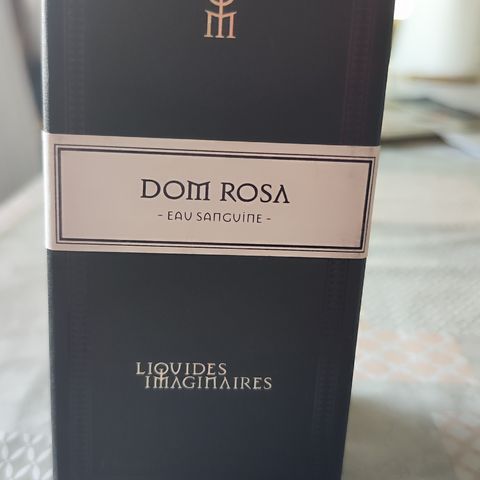 DOM ROSA
- EAU SANGUINE -
LIQUIDES
IMAGINAIRES